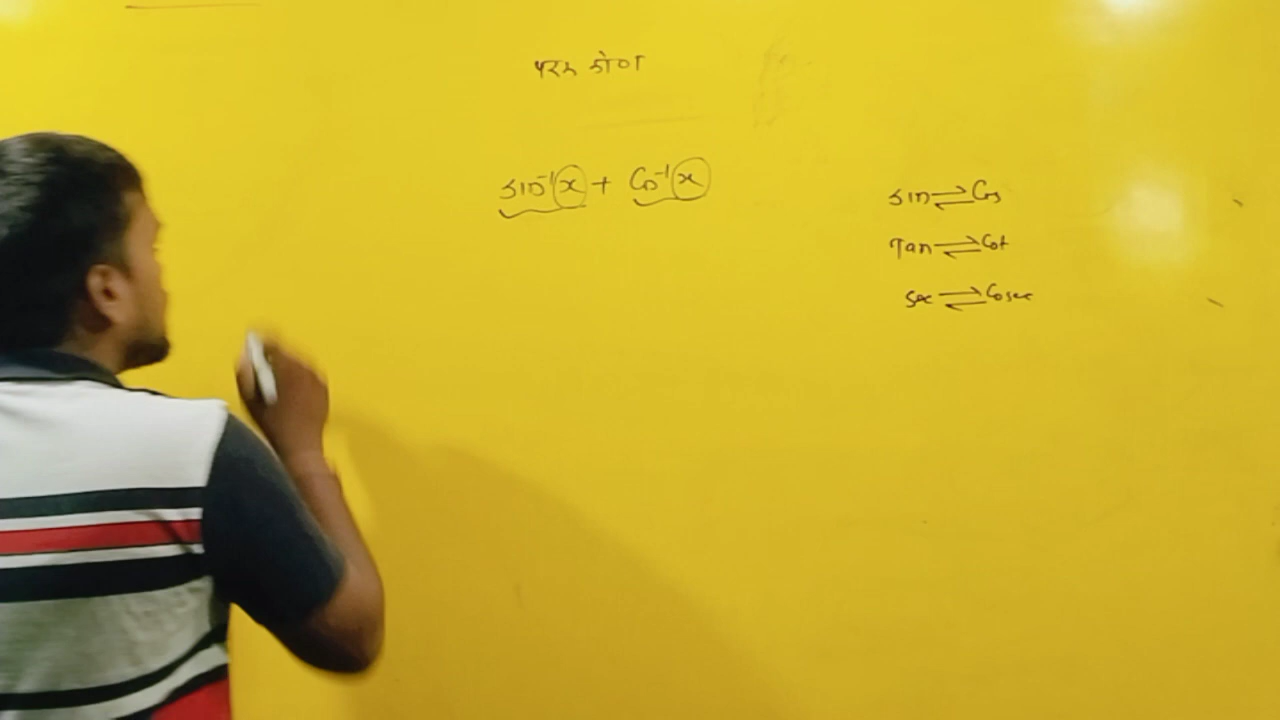 परम कोण
sin⁻¹x + Cos⁻¹x
sin ⇌ Cos
Tan ⇌ Cot
sec ⇌ Cosec